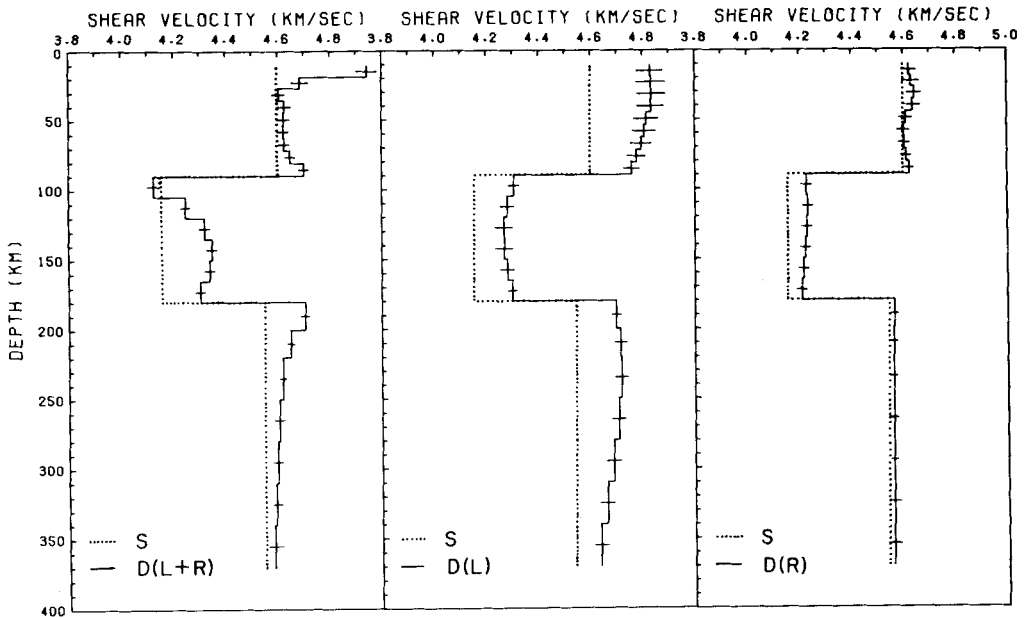 SHEAR VELOCITY (KM/SEC) SHEAR VELOCITY (KM/SEC) SHEAR VELOCITY (KM/SEC)
3.8 4.0 4.2 4.4 4.6 4.8 3.8 4.0 4.2 4.4 4.6 4.8 3.8 4.0 4.2 4.4 4.6 4.8 5.0
0
50
100
150
200
250
300
350
400
DEPTH (KM)
S
D(L+R)
S
D(L)
S
D(R)